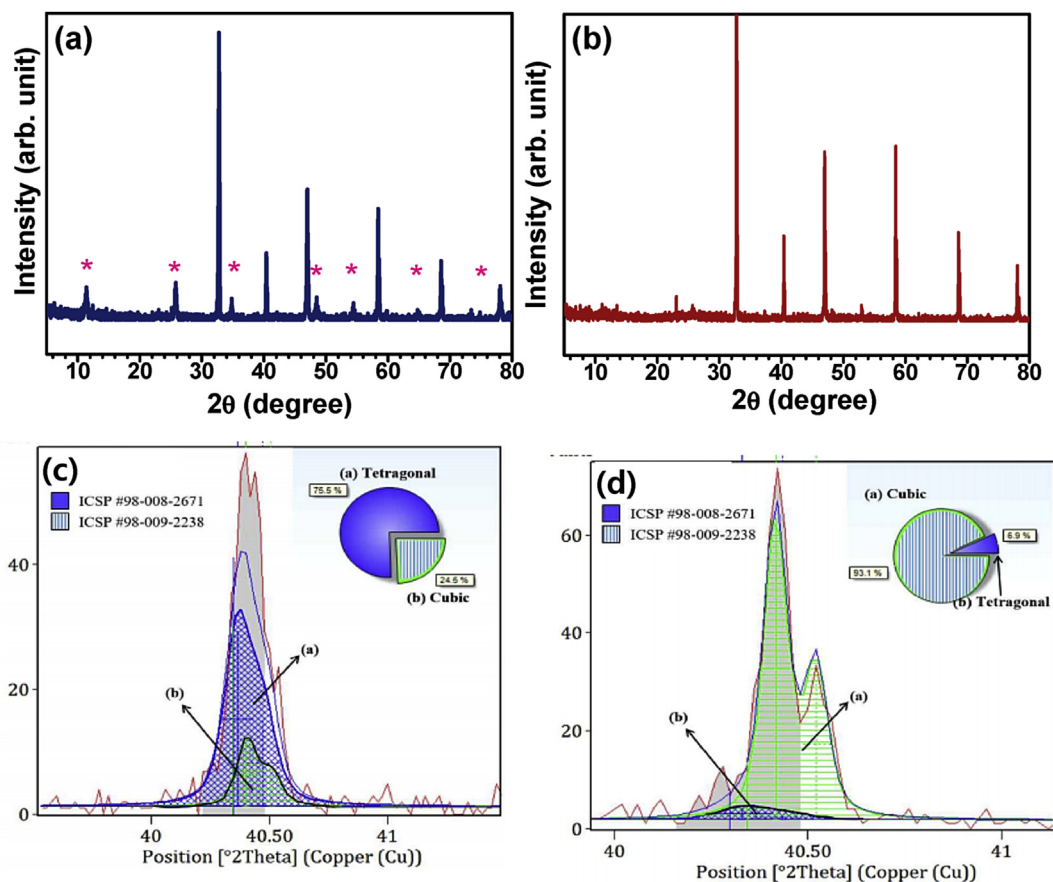 (a)
Intensity (arb. unit)
* * * * * * *
10 20 30 40 50 60 70 80
2θ (degree)
(b)
Intensity (arb. unit)
10 20 30 40 50 60 70 80
2θ (degree)
(c)
ICSP #98-008-2671
ICSP #98-009-2238
(a) Tetragonal
75.5 %
24.5 %
(b) Cubic
40
20
0
(a)
(b)
40 40.50 41
Position [°2Theta] (Copper (Cu))
(d)
ICSP #98-008-2671
ICSP #98-009-2238
(a) Cubic
6.9 %
93.1 %
(b) Tetragonal
60
40
20
0
(a)
(b)
40 40.50 41
Position [°2Theta] (Copper (Cu))